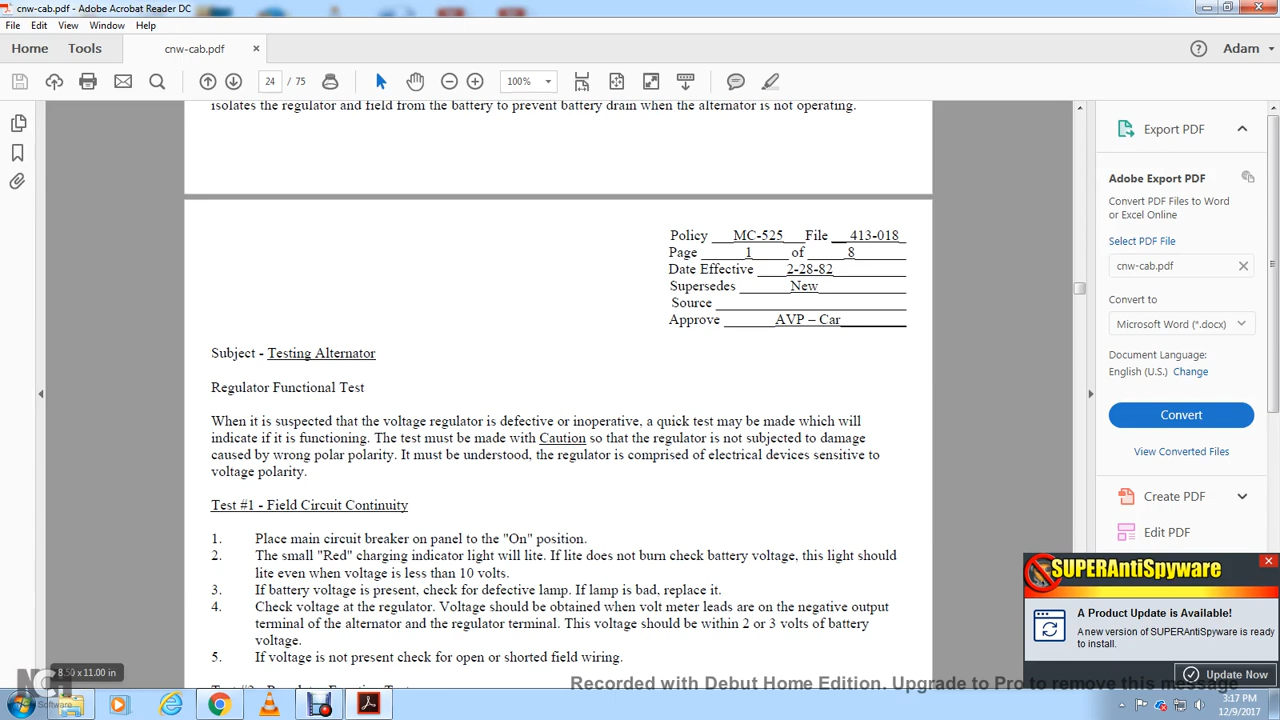 cnw-cab.pdf - Adobe Acrobat Reader DC
File Edit View Window Help
Home Tools cnw-cab.pdf × Adam
24 / 75 100%
isolates the regulator and field from the battery to prevent battery drain when the alternator is not operating.
Policy MC-525 File 413-018
Page 1 of 8
Date Effective 2-28-82
Supersedes New
Source
Approve AVP – Car
Subject - Testing Alternator
Regulator Functional Test
When it is suspected that the voltage regulator is defective or inoperative, a quick test may be made which will
indicate if it is functioning. The test must be made with Caution so that the regulator is not subjected to damage
caused by wrong polar polarity. It must be understood, the regulator is comprised of electrical devices sensitive to
voltage polarity.
Test #1 - Field Circuit Continuity
1. Place main circuit breaker on panel to the "On" position.
2. The small "Red" charging indicator light will lite. If lite does not burn check battery voltage, this light should
lite even when voltage is less than 10 volts.
3. If battery voltage is present, check for defective lamp. If lamp is bad, replace it.
4. Check voltage at the regulator. Voltage should be obtained when volt meter leads are on the negative output
terminal of the alternator and the regulator terminal. This voltage should be within 2 or 3 volts of battery
voltage.
5. If voltage is not present check for open or shorted field wiring.
8.50 x 11.00 in
Export PDF
Adobe Export PDF
Convert PDF Files to Word
or Excel Online
Select PDF File
cnw-cab.pdf
Convert to
Microsoft Word (*.docx)
Document Language:
English (U.S.) Change
Convert
View Converted Files
Create PDF
Edit PDF
SUPERAntiSpyware
A Product Update is Available!
A new version of SUPERAntiSpyware is ready
to install.
Update Now
NCH Software
Recorded with Debut Home Edition. Upgrade to Pro to remove this message
3:17 PM
12/9/2017